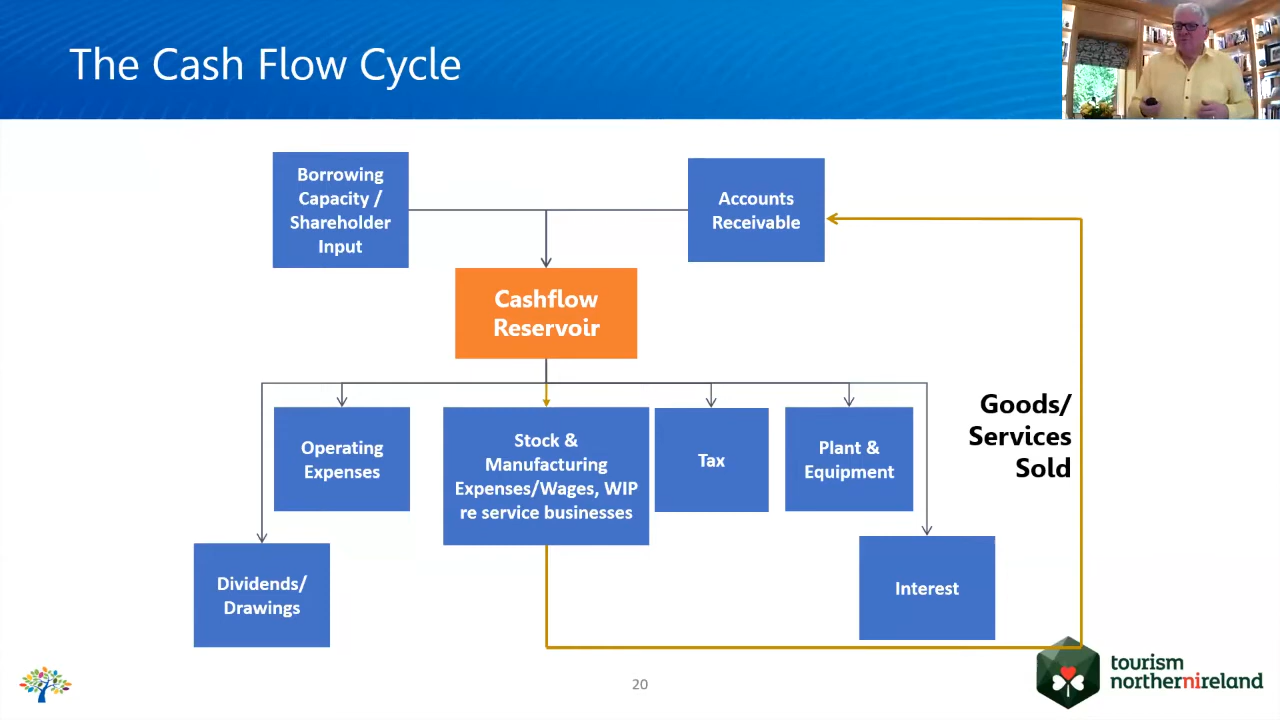 The Cash Flow Cycle
Borrowing
Capacity /
Shareholder
Input
Accounts
Receivable
Cashflow
Reservoir
Goods/
Services
Sold
Operating
Expenses
Stock &
Manufacturing
Expenses/Wages, WIP
re service businesses
Tax
Plant &
Equipment
Dividends/
Drawings
Interest
20
tourism
northernireland